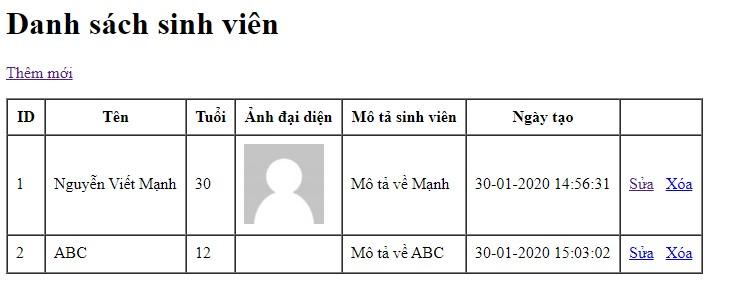 Danh sách sinh viên
Thêm mới
ID Tên Tuổi Ảnh đại diện Mô tả sinh viên Ngày tạo
1 Nguyễn Viết Mạnh 30 Mô tả về Mạnh 30-01-2020 14:56:31 Sửa Xóa
2 ABC 12 Mô tả về ABC 30-01-2020 15:03:02 Sửa Xóa